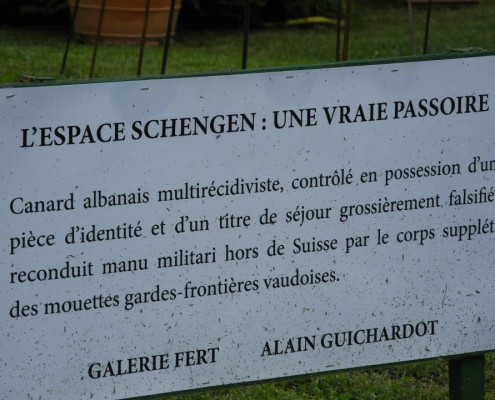 L'ESPACE SCHENGEN : UNE VRAIE PASSOIRE
Canard albanais multirécidiviste, contrôlé en possession d'un
pièce d'identité et d'un titre de séjour grossièrement falsifié
reconduit manu militari hors de Suisse par le corps supplét
des mouettes gardes-frontières vaudoises.
GALERIE FERT ALAIN GUICHARDOT